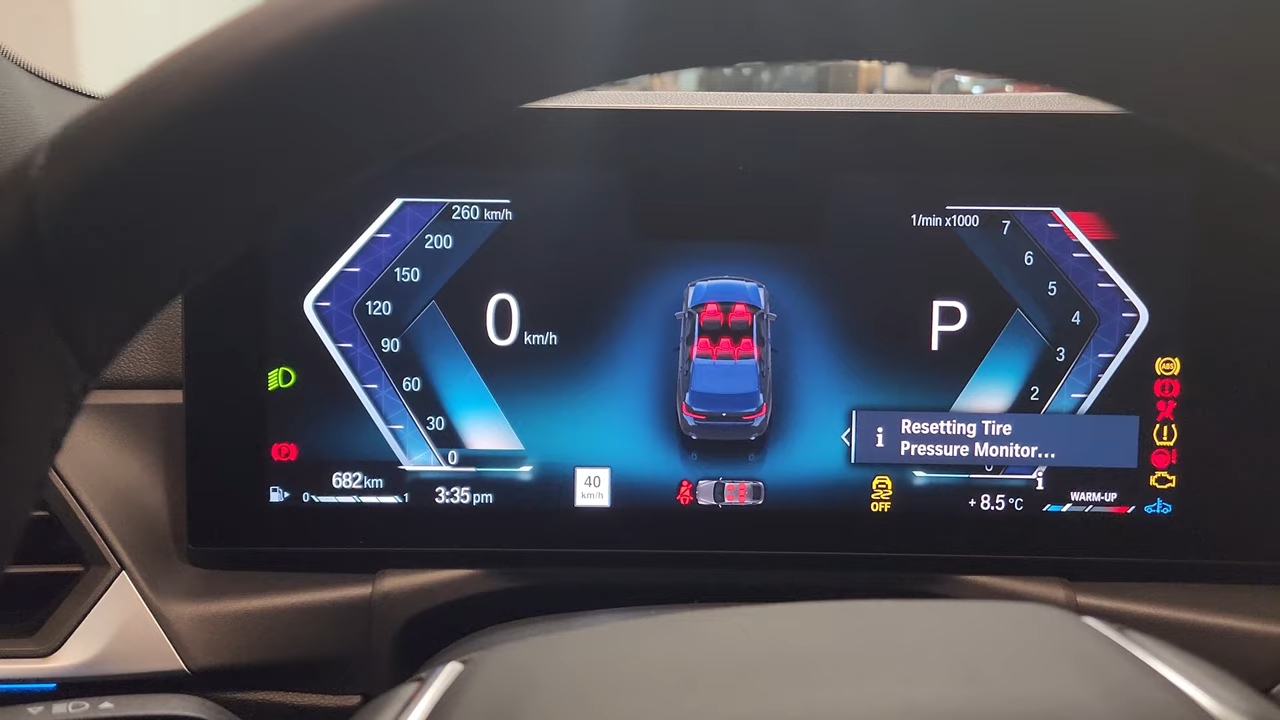 260 km/h
200
150
120
90
60
30
0
0 km/h
1/min x1000
7
6
5
4
3
2
0
P
ABS
P
Resetting Tire
Pressure Monitor...
682 km
0 1
3:35 pm
40
km/h
OFF
+ 8.5 °C
WARM-UP